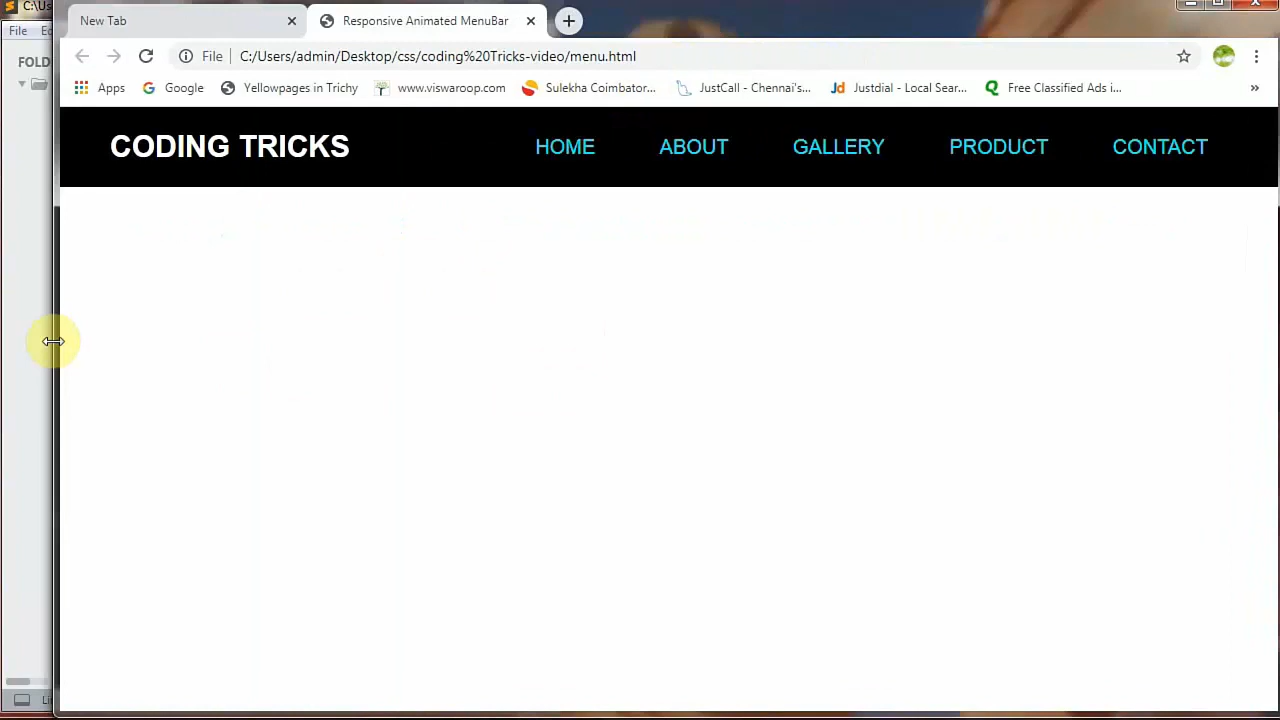 C:\Us
New Tab
Responsive Animated MenuBar
File
File
C:/Users/admin/Desktop/css/coding%20Tricks-video/menu.html
FOLD
Apps
Google
Yellowpages in Trichy
www.viswaroop.com
Sulekha Coimbator...
JustCall - Chennai's...
Justdial - Local Sear...
Free Classified Ads i...
»
CODING TRICKS
HOME
ABOUT
GALLERY
PRODUCT
CONTACT